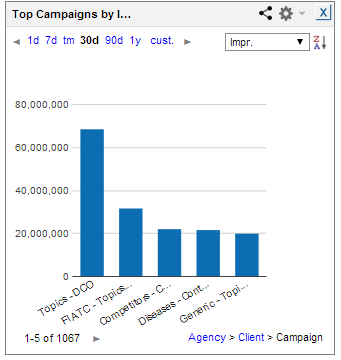 Top Campaigns by I... X
1d 7d tm 30d 90d 1y cust.
Impr.
A
Z
80,000,000
60,000,000
40,000,000
20,000,000
0
Topics - DCO
FIATC - Topics...
Competitors - C...
Diseases - Cont...
Generic - Topi...
1-5 of 1067
Agency > Client > Campaign